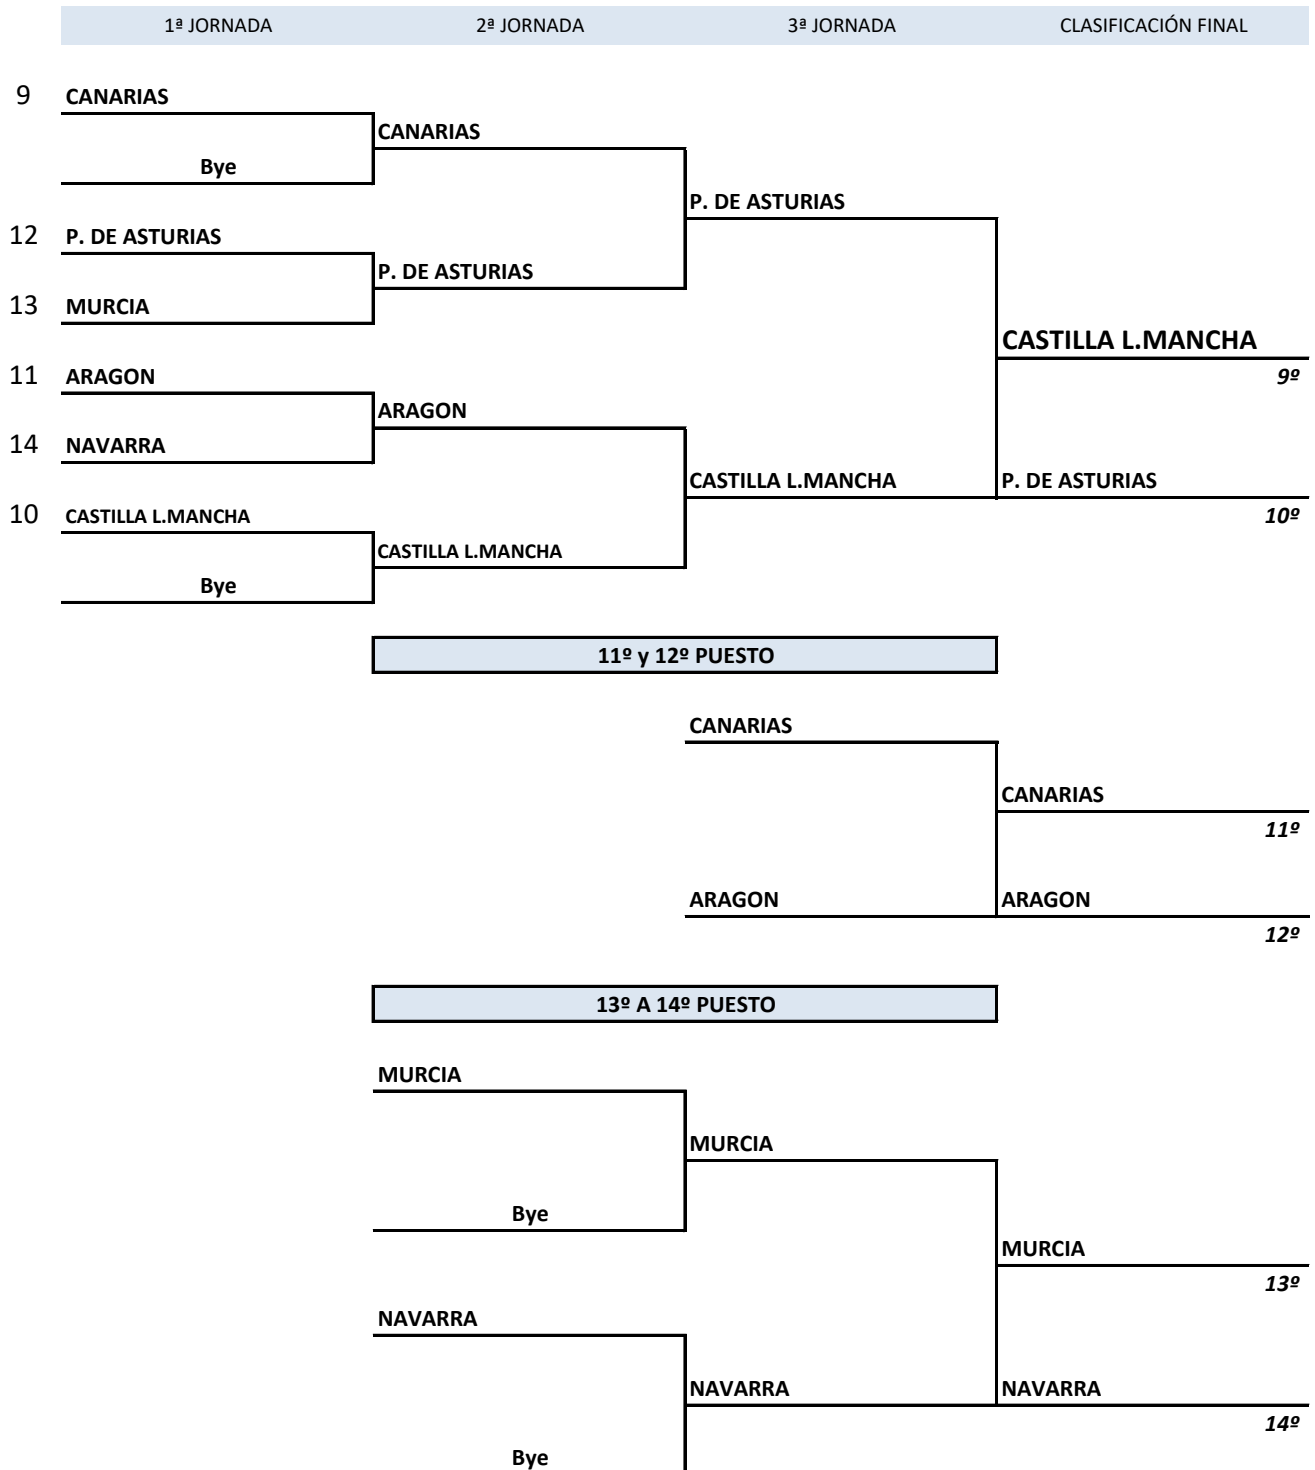 1ª JORNADA 2ª JORNADA 3ª JORNADA CLASIFICACIÓN FINAL
9 CANARIAS
CANARIAS
Bye
P. DE ASTURIAS
12 P. DE ASTURIAS
P. DE ASTURIAS
13 MURCIA
CASTILLA L.MANCHA
11 ARAGON 9º
ARAGON
14 NAVARRA
CASTILLA L.MANCHA P. DE ASTURIAS
10 CASTILLA L.MANCHA 10º
CASTILLA L.MANCHA
Bye
11º y 12º PUESTO
CANARIAS
CANARIAS
11º
ARAGON ARAGON
12º
13º A 14º PUESTO
MURCIA
MURCIA
Bye
MURCIA
13º
NAVARRA
NAVARRA NAVARRA
14º
Bye